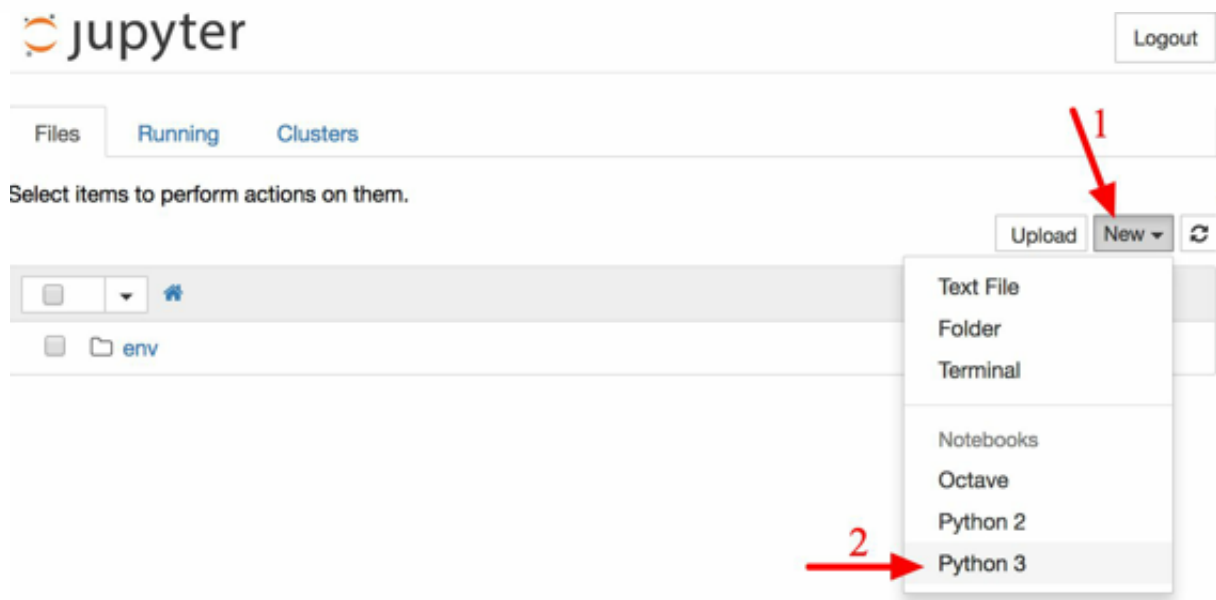 jupyter
Logout
Files Running Clusters
1
Select items to perform actions on them.
Upload New
Text File
Folder
env
Terminal
Notebooks
Octave
Python 2
2
Python 3